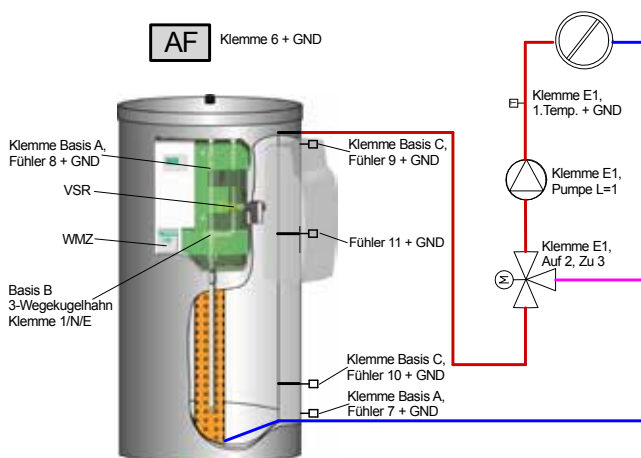 AF
Klemme 6 + GND
Klemme Basis A,
Fühler 8 + GND
VSR
WMZ
Basis B
3-Wegekugelhahn
Klemme 1/N/E
Klemme Basis C,
Fühler 9 + GND
Fühler 11 + GND
Klemme Basis C,
Fühler 10 + GND
Klemme Basis A,
Fühler 7 + GND
Klemme E1,
1.Temp. + GND
Klemme E1,
Pumpe L=1
Klemme E1,
Auf 2, Zu 3
M